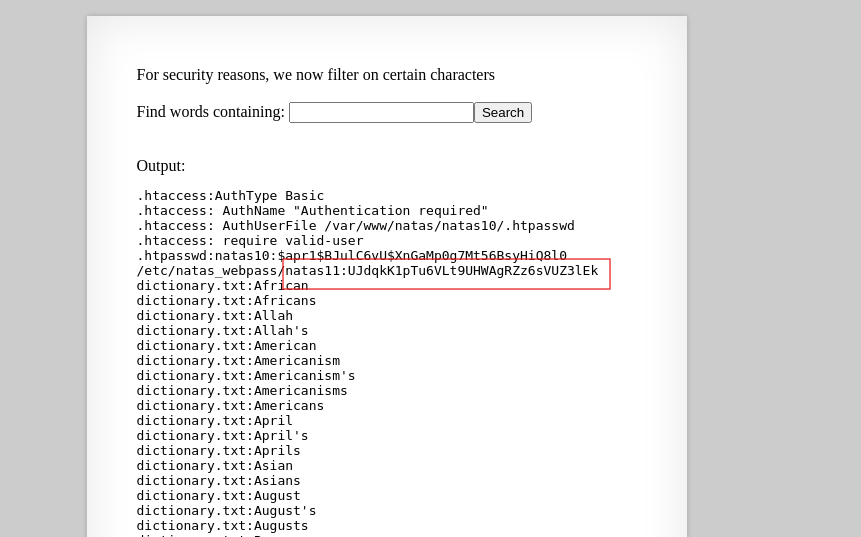 For security reasons, we now filter on certain characters
Find words containing: Search
Output:
.htaccess:AuthType Basic
.htaccess: AuthName "Authentication required"
.htaccess: AuthUserFile /var/www/natas/natas10/.htpasswd
.htaccess: require valid-user
.htpasswd:natas10:$apr1$BJulC6vU$XnGaMp0g7Mt56BsyHiQ8l0
/etc/natas_webpass/natas11:UJdqkK1pTu6VLt9UHWAgRZz6sVUZ3lEk
dictionary.txt:African
dictionary.txt:Africans
dictionary.txt:Allah
dictionary.txt:Allah's
dictionary.txt:American
dictionary.txt:Americanism
dictionary.txt:Americanism's
dictionary.txt:Americanisms
dictionary.txt:Americans
dictionary.txt:April
dictionary.txt:April's
dictionary.txt:Aprils
dictionary.txt:Asian
dictionary.txt:Asians
dictionary.txt:August
dictionary.txt:August's
dictionary.txt:Augusts